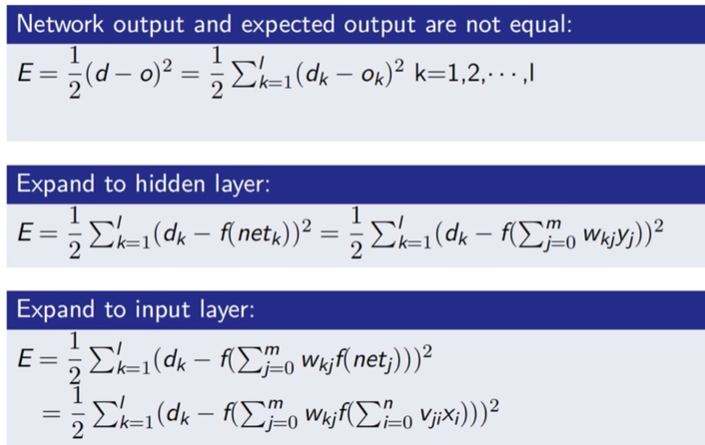 Network output and expected output are not equal:
E = \frac{1}{2}(d − o)^2 = \frac{1}{2} \sum_{k=1}^{l}(d_k − o_k)^2 k=1,2,···,l
Expand to hidden layer:
E = \frac{1}{2} \sum_{k=1}^{l}(d_k − f(net_k))^2 = \frac{1}{2} \sum_{k=1}^{l}(d_k − f(\sum_{j=0}^{m} w_{kj}y_j))^2
Expand to input layer:
E = \frac{1}{2} \sum_{k=1}^{l}(d_k − f(\sum_{j=0}^{m} w_{kj}f(net_j)))^2
= \frac{1}{2} \sum_{k=1}^{l}(d_k − f(\sum_{j=0}^{m} w_{kj}f(\sum_{i=0}^{n} v_{ji}x_i)))^2